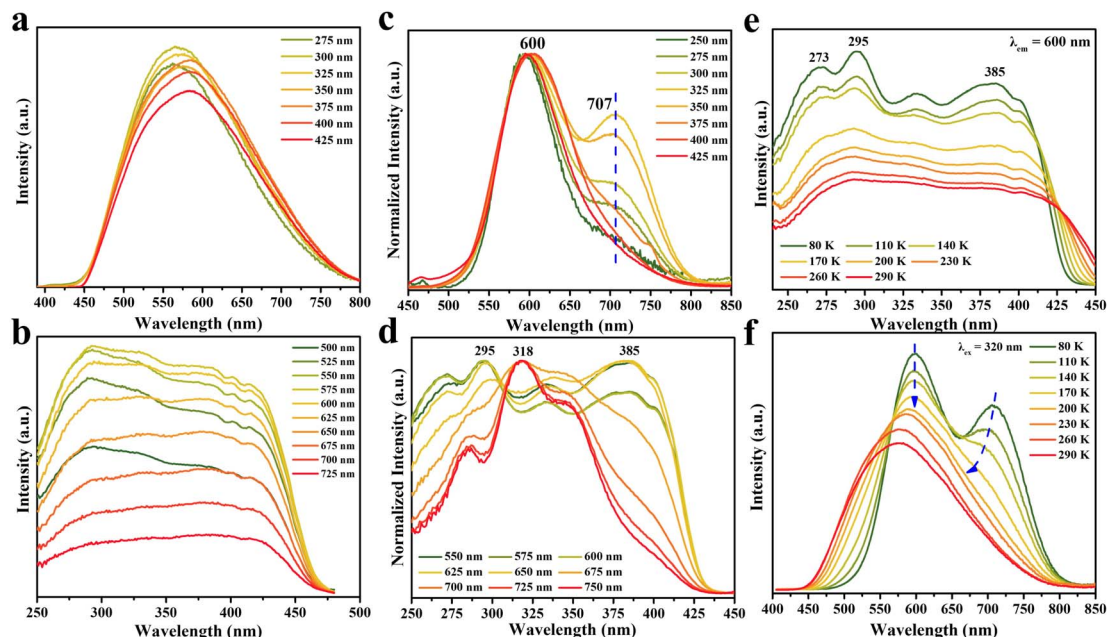 a
275 nm
300 nm
325 nm
350 nm
375 nm
400 nm
425 nm
Intensity (a.u.)
400 450 500 550 600 650 700 750 800
Wavelength (nm)
b
500 nm
525 nm
550 nm
575 nm
600 nm
625 nm
650 nm
675 nm
700 nm
725 nm
Intensity (a.u.)
250 300 350 400 450 500
Wavelength (nm)
c
600
707
250 nm
275 nm
300 nm
325 nm
350 nm
375 nm
400 nm
425 nm
Normalized Intensity (a.u.)
400 450 500 550 600 650 700 750 800 850
Wavelength (nm)
d
295 318 385
550 nm 575 nm 600 nm
625 nm 650 nm 675 nm
700 nm 725 nm 750 nm
Normalized Intensity (a.u.)
250 275 300 325 350 375 400 425 450
Wavelength (nm)
e
λem = 600 nm
273 295 385
80 K 110 K 140 K
170 K 200 K 230 K
260 K 290 K
Intensity (a.u.)
250 275 300 325 350 375 400 425 450
Wavelength (nm)
f
λex = 320 nm
80 K
110 K
140 K
170 K
200 K
230 K
260 K
290 K
Intensity (a.u.)
400 450 500 550 600 650 700 750 800 850
Wavelength (nm)